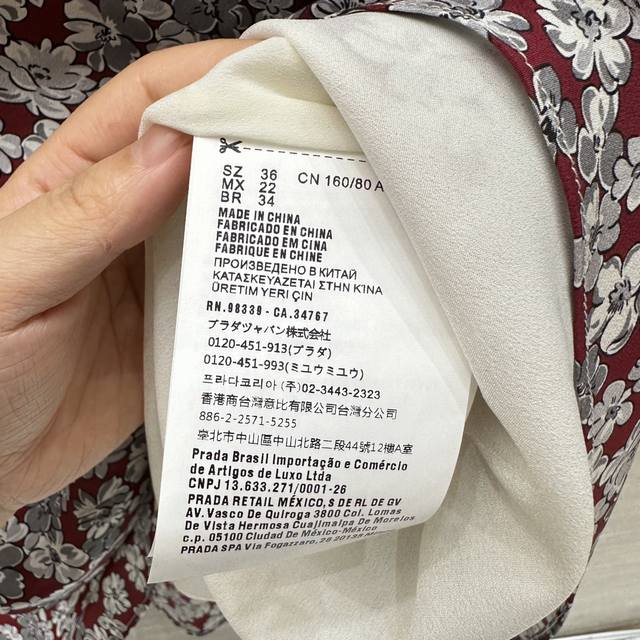 SZ 36 CN 160/80 A
MX 22
BR 34
MADE IN CHINA
FABRICADO EN CHINA
FABRICADO EM CINA
FABRIQUE EN CHINE
ПРОИЗВЕДЕНО В КИТАЙ
ΚΑΤΑΣΚΕΥΑΖΕΤΑΙ ΣΤΗΝ ΚΊΝΑ
ÜRETIM YERI ÇIN
RN.98339 - CA.34767
プラダジャパン株式会社
0120-451-913(プラダ)
0120-451-993(ミュウミュウ)
프라다코리아 (주)02-3443-2323
香港商台灣意比有限公司台灣分公司
886-2-2571-5255
臺北市中山區中山北路二段44號12樓A室
Prada Brasil Importação e Comércio
de Artigos de Luxo Ltda
CNPJ 13.633.271/0001-26
PRADA RETAIL MÉXICO, S DE RL DE GV
AV. Vasco de Quiroga 3800 Col. Lomas
De Vista Hermosa Cuajimalpa De Morelos
c.p. 05100 Ciudad De México-México
PRADA SPA Via Fogazzaro, 28 20135